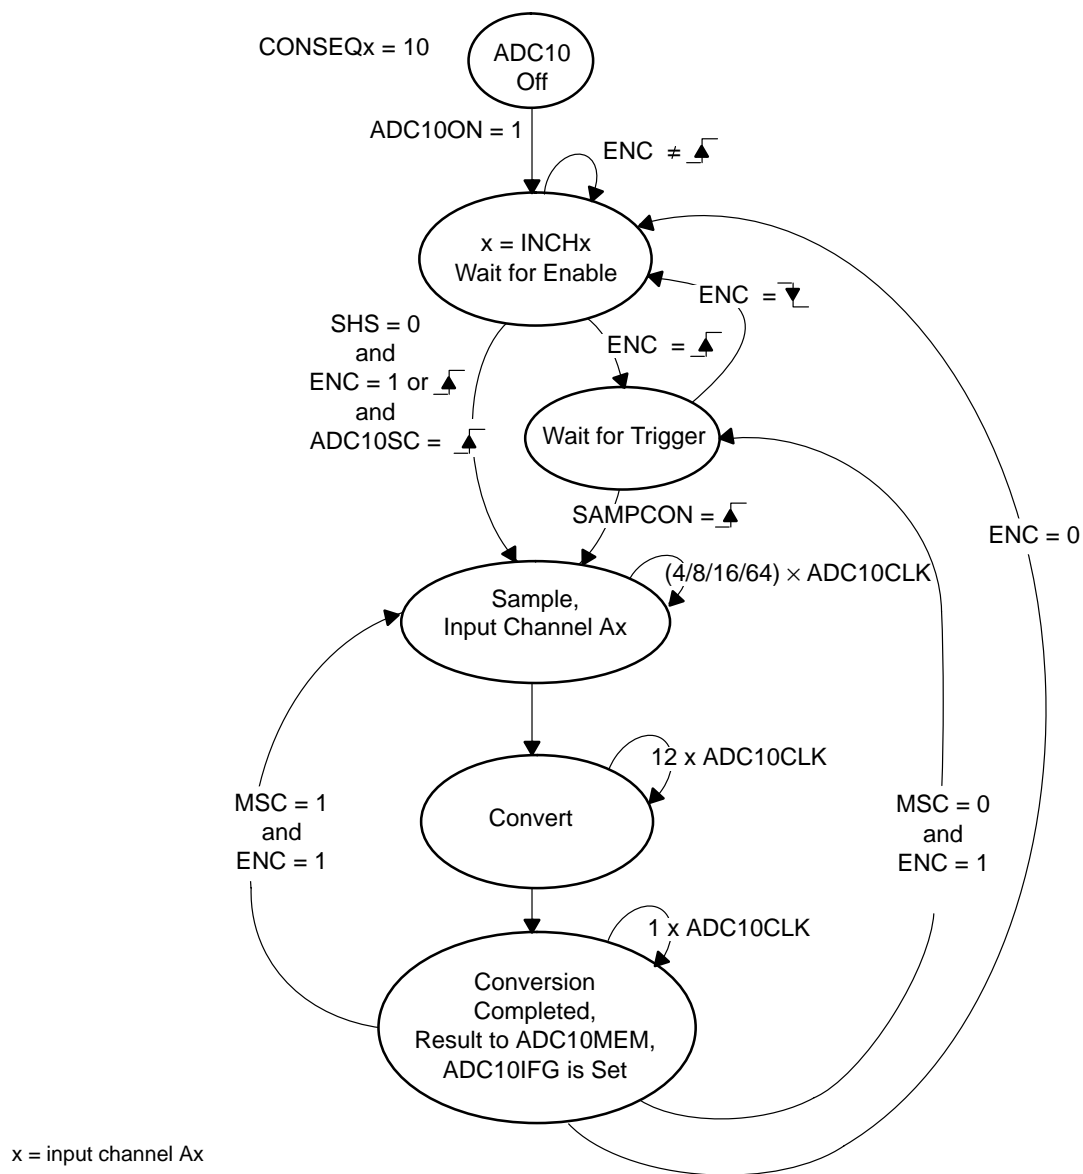 CONSEQx = 10
ADC10
Off
ADC10ON = 1
ENC ≠
x = INCHx
Wait for Enable
ENC =
SHS = 0
and
ENC = 1 or
and
ADC10SC =
ENC =
Wait for Trigger
SAMPCON =
ENC = 0
(4/8/16/64) × ADC10CLK
Sample,
Input Channel Ax
12 x ADC10CLK
Convert
MSC = 1
and
ENC = 1
MSC = 0
and
ENC = 1
1 x ADC10CLK
Conversion
Completed,
Result to ADC10MEM,
ADC10IFG is Set
x = input channel Ax